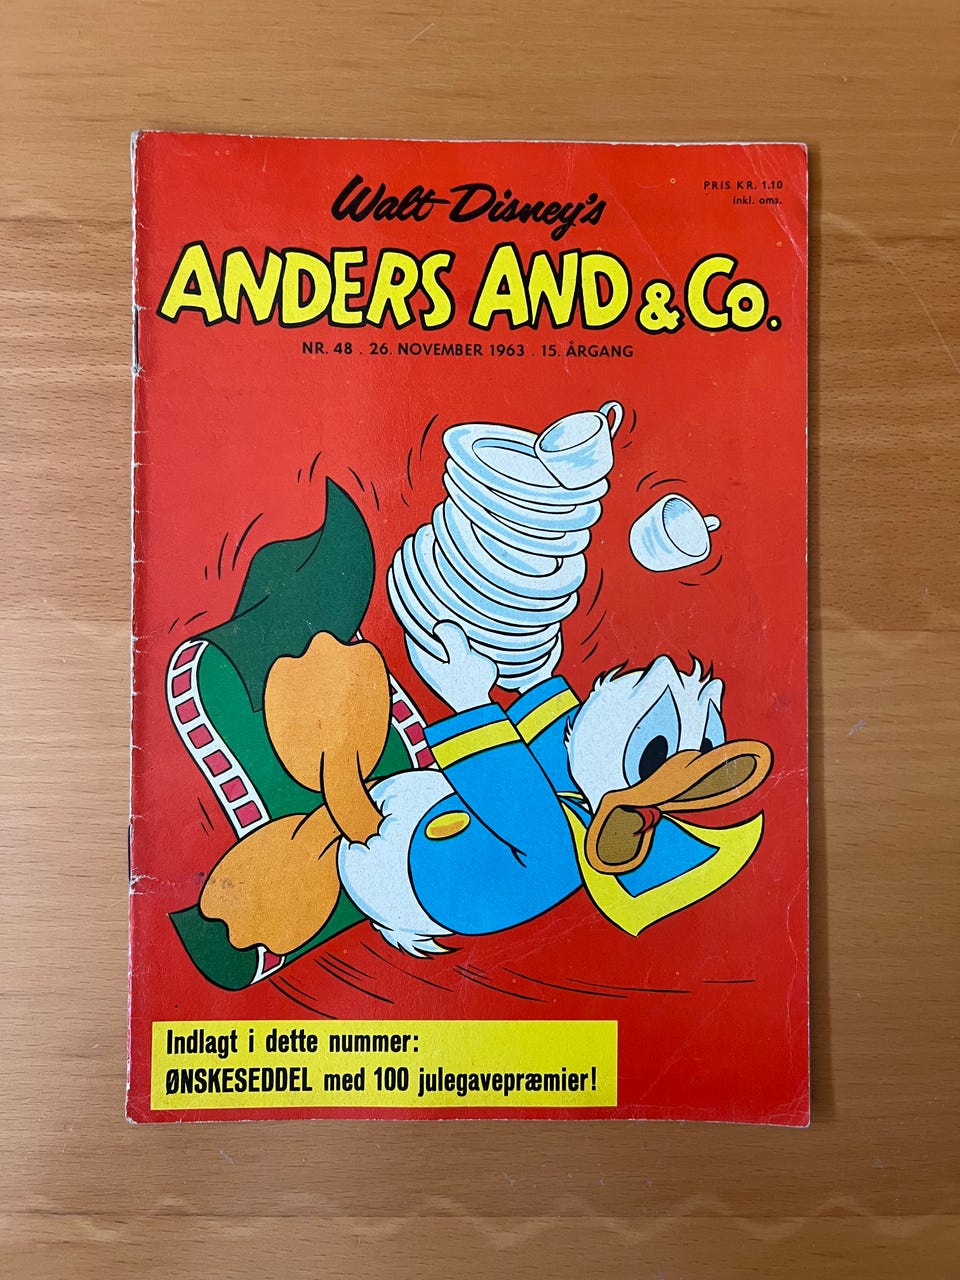 Walt Disney's
PRIS KR. 1.10
inkl. oms.
ANDERS AND & Co.
NR. 48 . 26. NOVEMBER 1963 . 15. ÅRGANG
Indlagt i dette nummer:
ØNSKESEDDEL med 100 julegavepræmier!